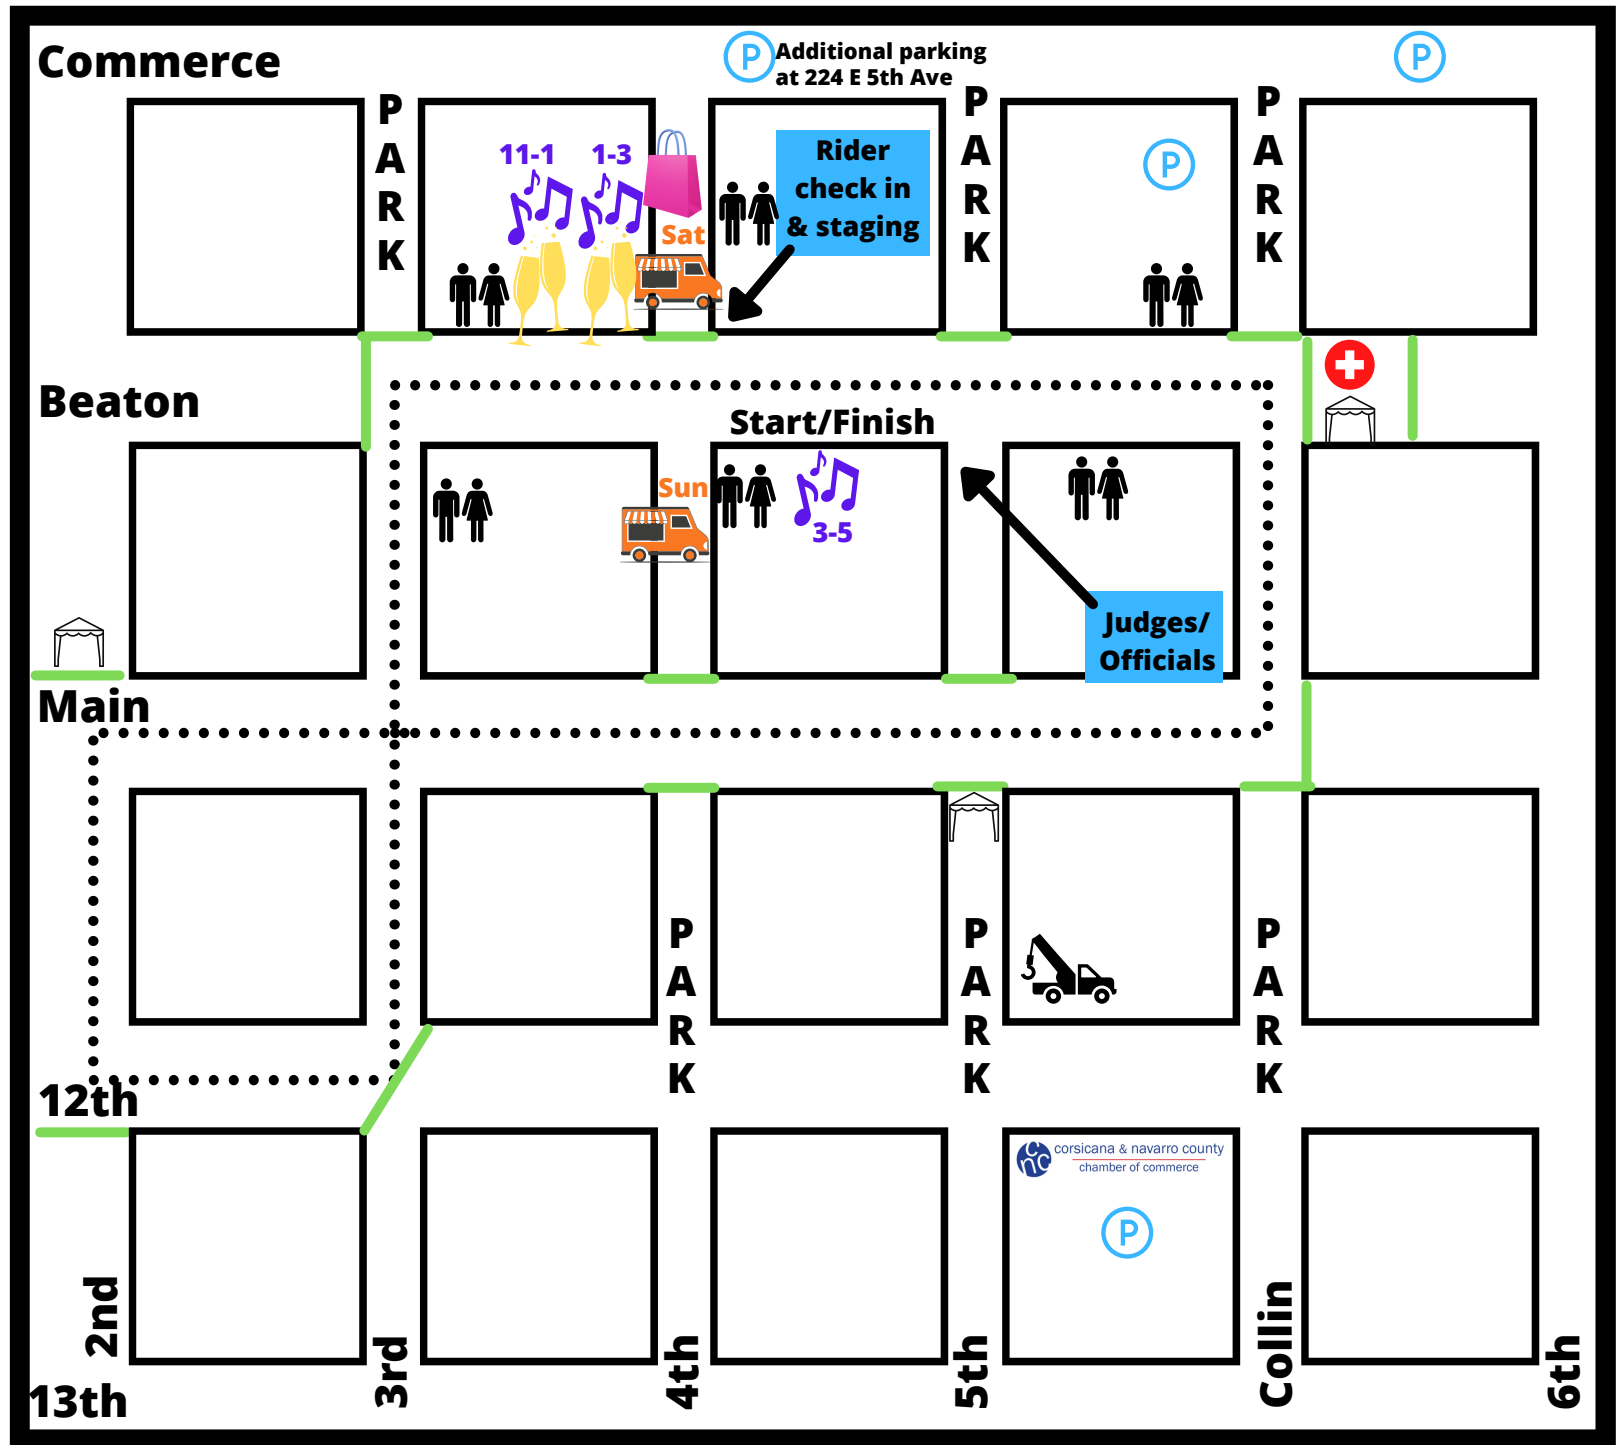 Commerce
P Additional parking
at 224 E 5th Ave
P
P
A
R
K
P
A
R
K
P
A
R
K
11-1
1-3
Sat
Rider
check in
& staging
P
Beaton
Start/Finish
Sun
3-5
Judges/
Officials
Main
P
A
R
K
P
A
R
K
P
A
R
K
12th
cnc corsicana & navarro county
chamber of commerce
P
2nd
3rd
4th
5th
Collin
6th
13th